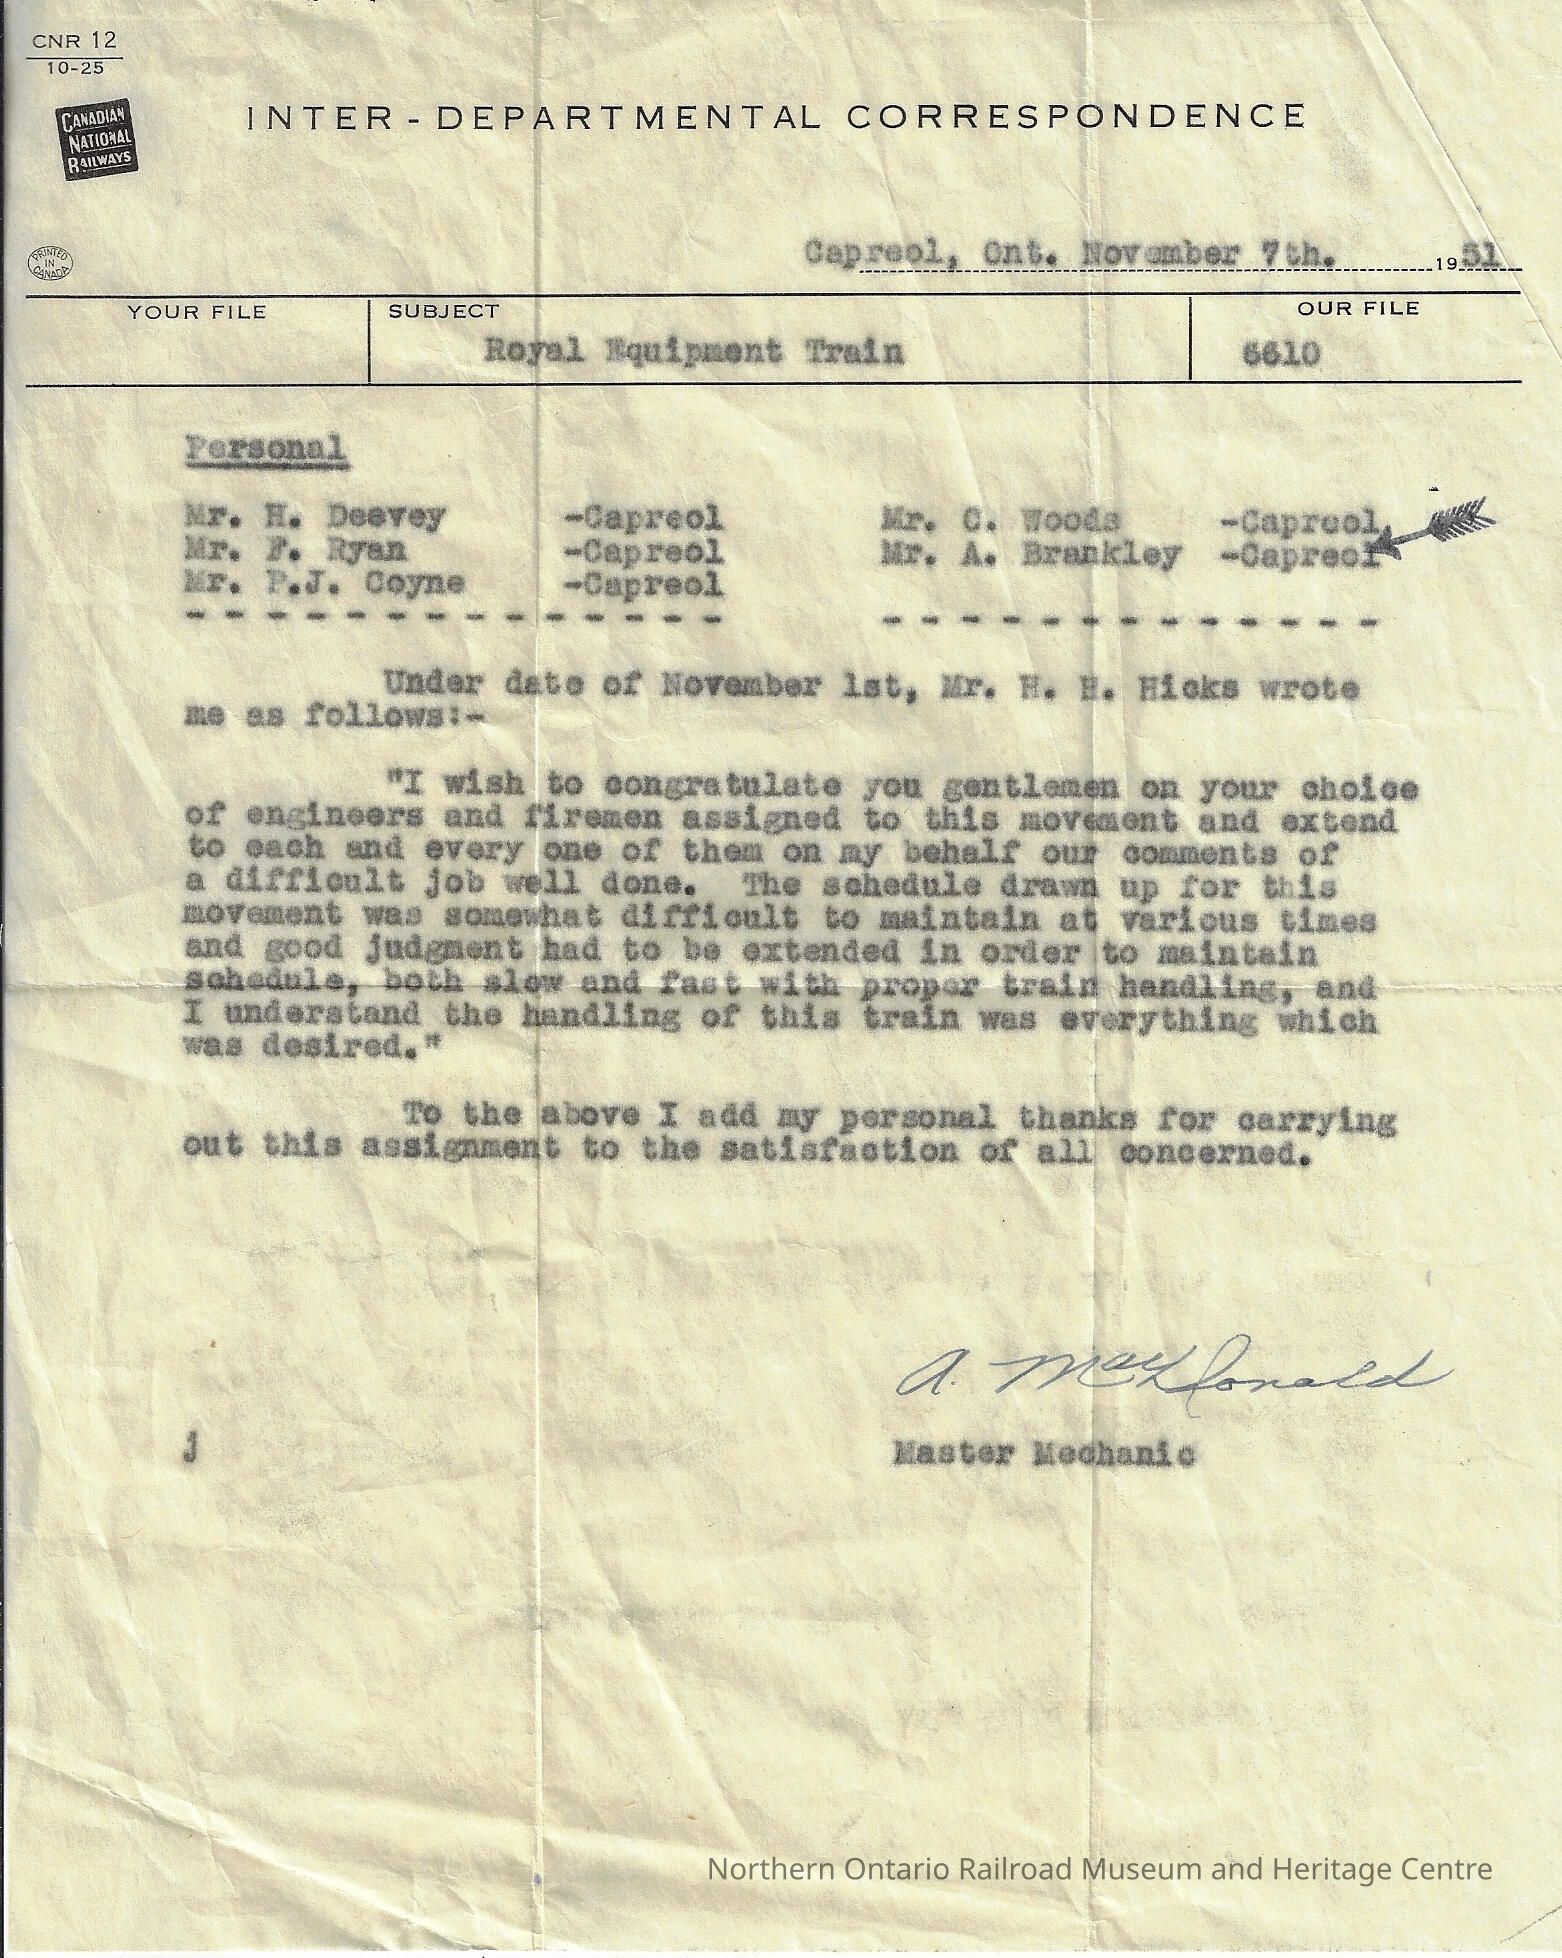 CNR 12
10-25
CANADIAN
NATIONAL
RAILWAYS
INTER-DEPARTMENTAL CORRESPONDENCE
PRINTED
IN
CANADA
Capreol, Ont. November 7th. 1951
YOUR FILE SUBJECT OUR FILE
Royal Equipment Train 6610
Personal
Mr. H. Deevey -Capreol Mr. C. Woods -Capreol
Mr. F. Ryan -Capreol Mr. A. Brankley -Capreol
Mr. P.J. Coyne -Capreol
Under date of November 1st, Mr. H. H. Hicks wrote
me as follows:-
"I wish to congratulate you gentlemen on your choice
of engineers and firemen assigned to this movement and extend
to each and every one of them on my behalf our comments of
a difficult job well done. The schedule drawn up for this
movement was somewhat difficult to maintain at various times
and good judgment had to be extended in order to maintain
schedule, both slow and fast with proper train handling, and
I understand the handling of this train was everything which
was desired."
To the above I add my personal thanks for carrying
out this assignment to the satisfaction of all concerned.
A. MacDonald
j
Master Mechanic
Northern Ontario Railroad Museum and Heritage Centre